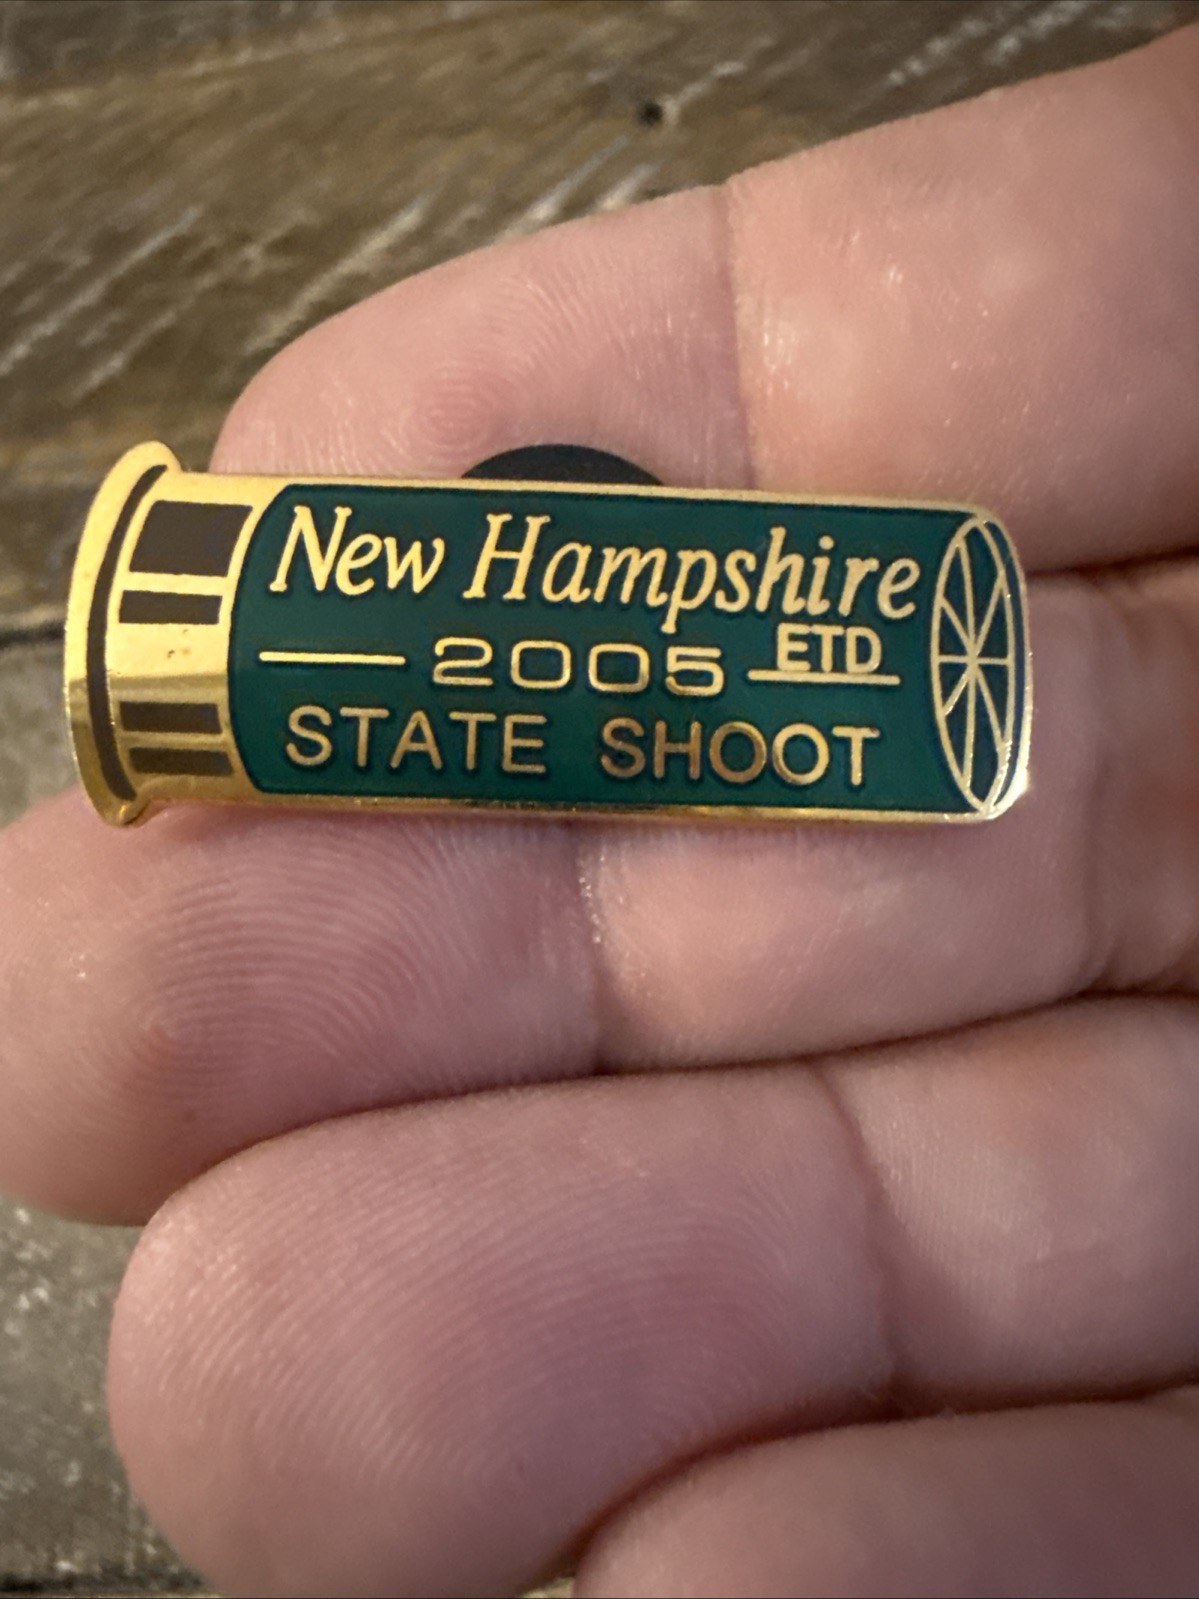 New Hampshire
2005 ETD
STATE SHOOT